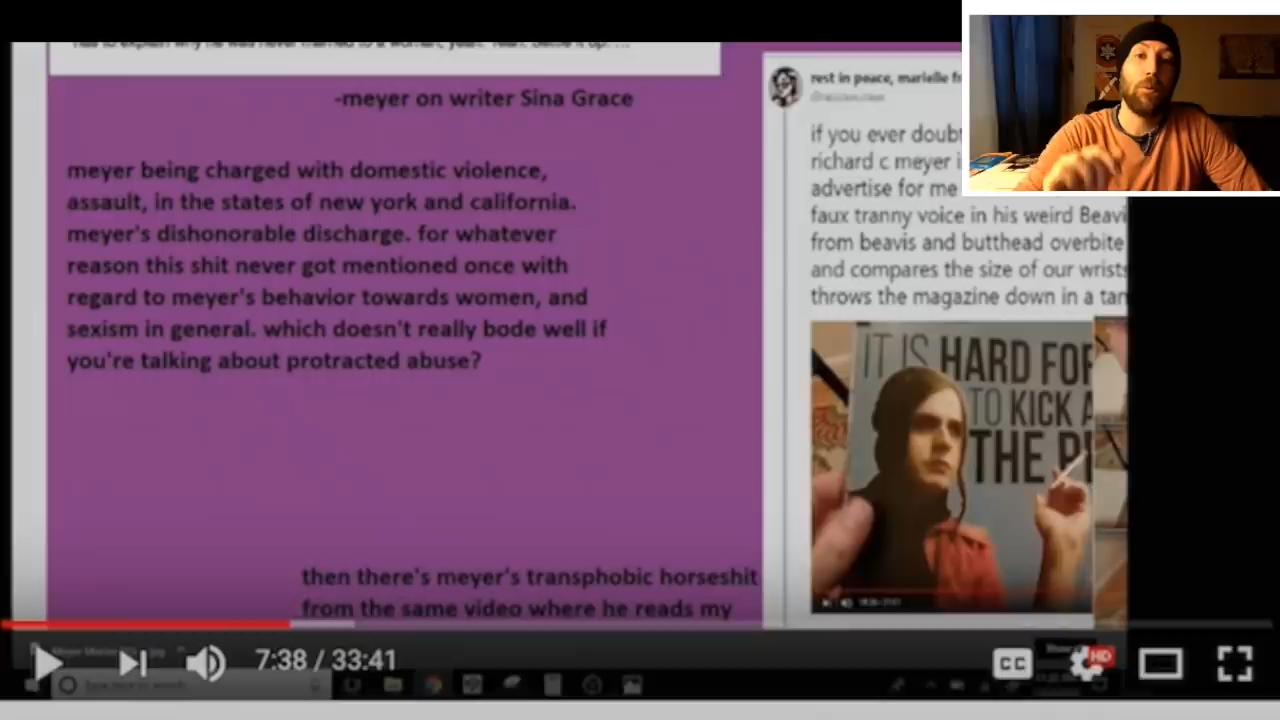 -meyer on writer Sina Grace
meyer being charged with domestic violence,
assault, in the states of new york and california.
meyer's dishonorable discharge. for whatever
reason this shit never got mentioned once with
regard to meyer's behavior towards women, and
sexism in general. which doesn't really bode well if
you're talking about protracted abuse?
then there's meyer's transphobic horseshit
from the same video where he reads my
rest in peace, marielle fr
if you ever doubt
richard c meyer i
advertise for me
faux tranny voice in his weird Beavi
from beavis and butthead overbite
and compares the size of our wrists
throws the magazine down in a tan
IT IS HARD FOR
TO KICK A
THE PI
7:38 / 33:41
CC
HD